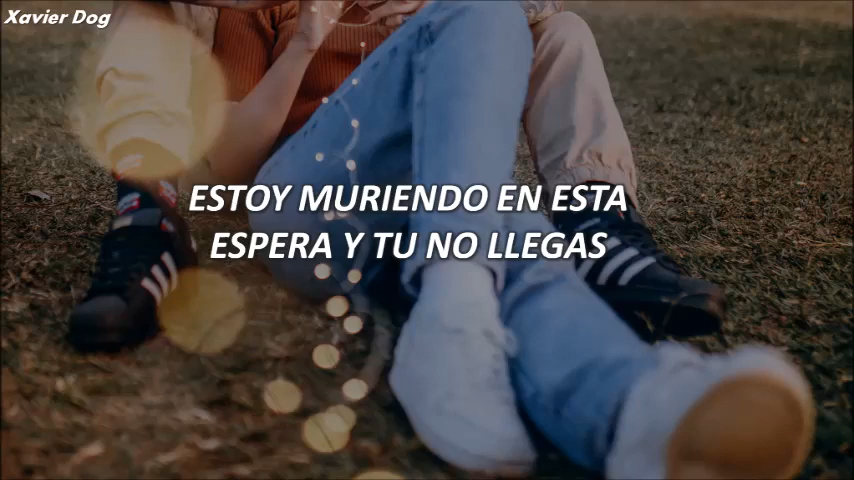 Xavier Dog
ESTOY MURIENDO EN ESTA
ESPERA Y TU NO LLEGAS